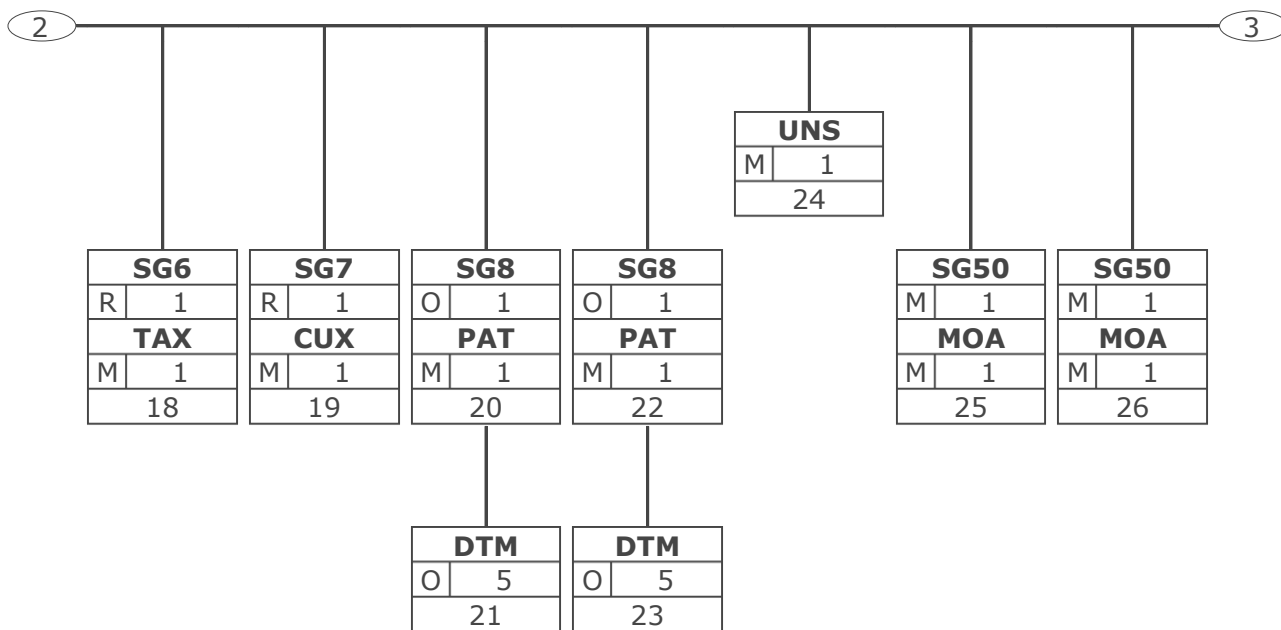 2
3
UNS
M 1
24
SG6
R 1
TAX
M 1
18
SG7
R 1
CUX
M 1
19
SG8
O 1
PAT
M 1
20
SG8
O 1
PAT
M 1
22
SG50
M 1
MOA
M 1
25
SG50
M 1
MOA
M 1
26
DTM
O 5
21
DTM
O 5
23